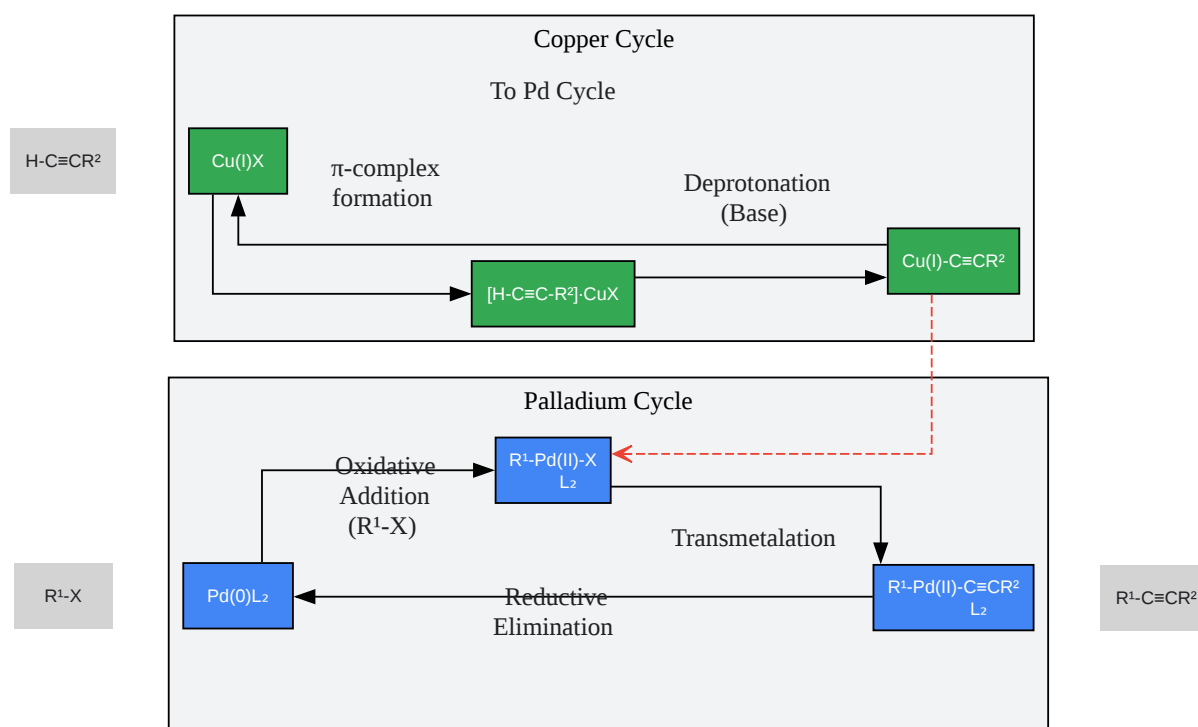 Copper Cycle
To Pd Cycle
H-C≡CR²
Cu(I)X
π-complex
formation
Deprotonation
(Base)
Cu(I)-C≡CR²
[H-C≡C-R²]·CuX
Palladium Cycle
Oxidative
Addition
(R¹-X)
R¹-Pd(II)-X
L₂
Transmetalation
R¹-X
Pd(0)L₂
Reductive
Elimination
R¹-Pd(II)-C≡CR²
L₂
R¹-C≡CR²